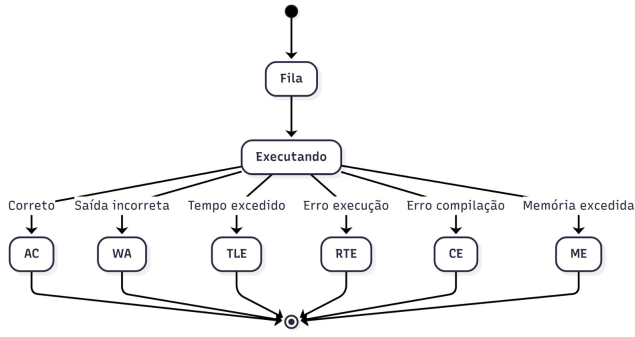 Fila
Executando
Correto Saída incorreta Tempo excedido Erro execução Erro compilação Memória excedida
AC WA TLE RTE CE ME